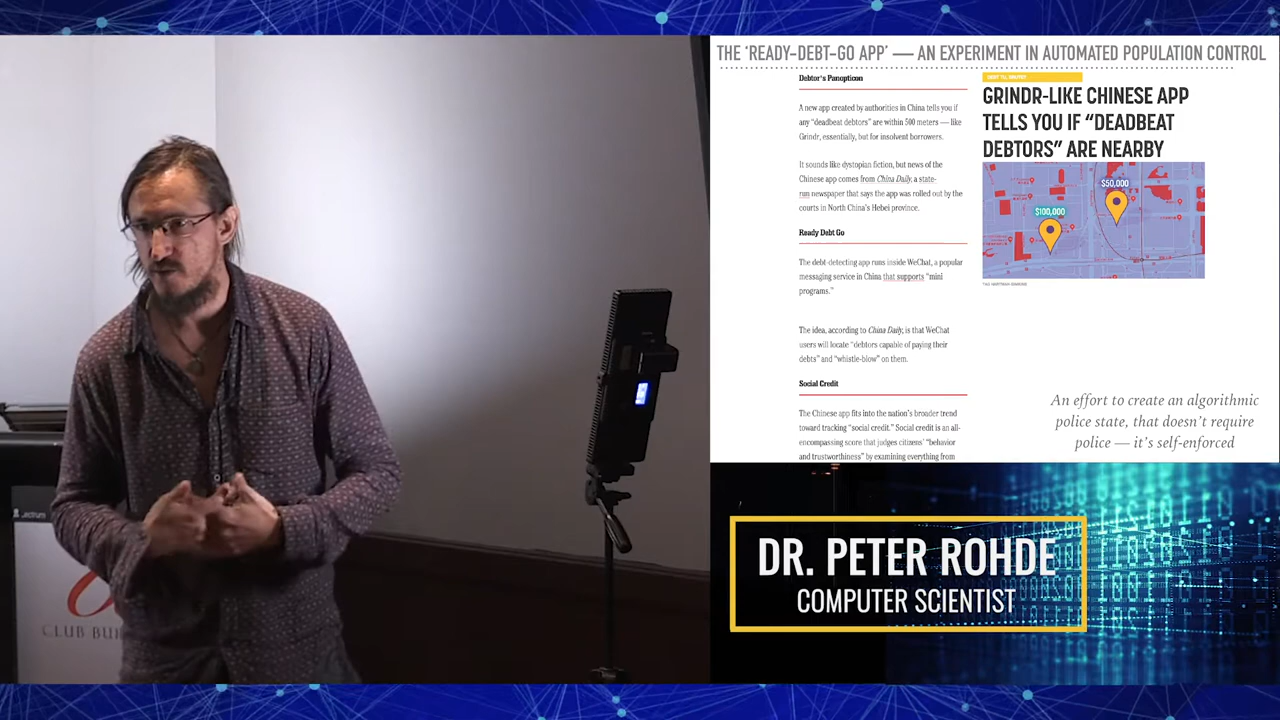 THE 'READY-DEBT-GO APP' — AN EXPERIMENT IN AUTOMATED POPULATION CONTROL
Debtor's Panopticon
A new app created by authorities in China tells you if
any “deadbeat debtors” are within 500 meters — like
Grindr, essentially, but for insolvent borrowers.
It sounds like dystopian fiction, but news of the
Chinese app comes from China Daily, a state-
run newspaper that says the app was rolled out by the
courts in North China's Hebei province.
Ready Debt Go
The debt-detecting app runs inside WeChat, a popular
messaging service in China that supports “mini
programs.”
The idea, according to China Daily, is that WeChat
users will locate “debtors capable of paying their
debts” and “whistle-blow” on them.
Social Credit
The Chinese app fits into the nation's broader trend
toward tracking “social credit.” Social credit is an all-
encompassing score that judges citizens' “behavior
and trustworthiness” by examining everything from
GRINDR-LIKE CHINESE APP
TELLS YOU IF “DEADBEAT
DEBTORS” ARE NEARBY
$50,000
$100,000
An effort to create an algorithmic
police state, that doesn't require
police — it's self-enforced
DR. PETER ROHDE
COMPUTER SCIENTIST
CLUB BU